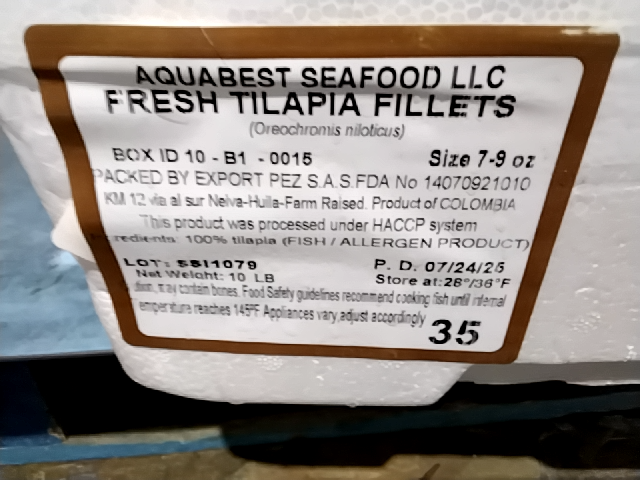 AQUABEST SEAFOOD LLC
FRESH TILAPIA FILLETS
(Oreochromis niloticus)
BOX ID 10 - B1 - 0015 Size 7-9 oz
PACKED BY EXPORT PEZ S.A.S.FDA No 14070921010
KM 12 via al sur Neiva-Huila-Farm Raised. Product of COLOMBIA
This product was processed under HACCP system
redients: 100% tilapia (FISH / ALLERGEN PRODUCT)
LOT: SSI1079 P. D. 07/24/25
Net Weight: 10 LB Store at:28°/36°F
may contain bones. Food Safety guidelines recommend cooking fish until internal
emperature reaches 145°F Appliances vary,adjust accordingly
35